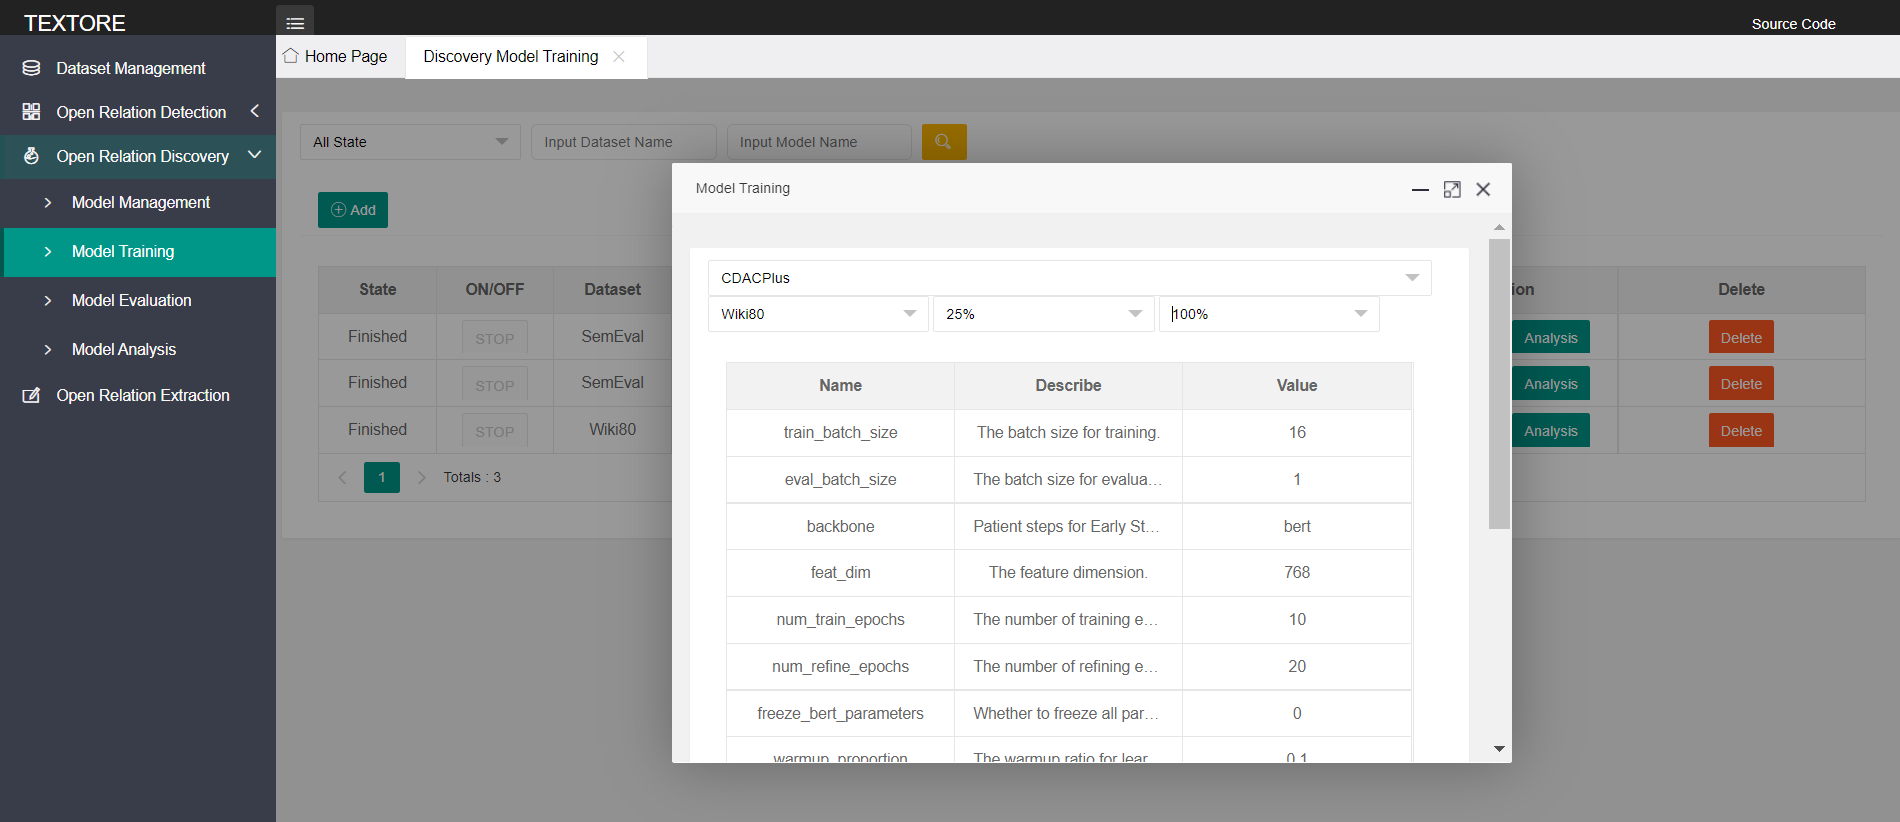 TEXTORE
Source Code
Dataset Management
Open Relation Detection
Open Relation Discovery
Model Management
Model Training
Model Evaluation
Model Analysis
Open Relation Extraction
Home Page
Discovery Model Training
All State
Input Dataset Name
Input Model Name
Add
State ON/OFF Dataset ion Delete
Finished STOP SemEval Analysis Delete
Finished STOP SemEval Analysis Delete
Finished STOP Wiki80 Analysis Delete
1 Totals : 3
Model Training
CDACPlus
Wiki80 25% 100%
Name Describe Value
train_batch_size The batch size for training. 16
eval_batch_size The batch size for evalua... 1
backbone Patient steps for Early St... bert
feat_dim The feature dimension. 768
num_train_epochs The number of training e... 10
num_refine_epochs The number of refining e... 20
freeze_bert_parameters Whether to freeze all par... 0
warmup_proportion The warmup ratio for lear 0.1